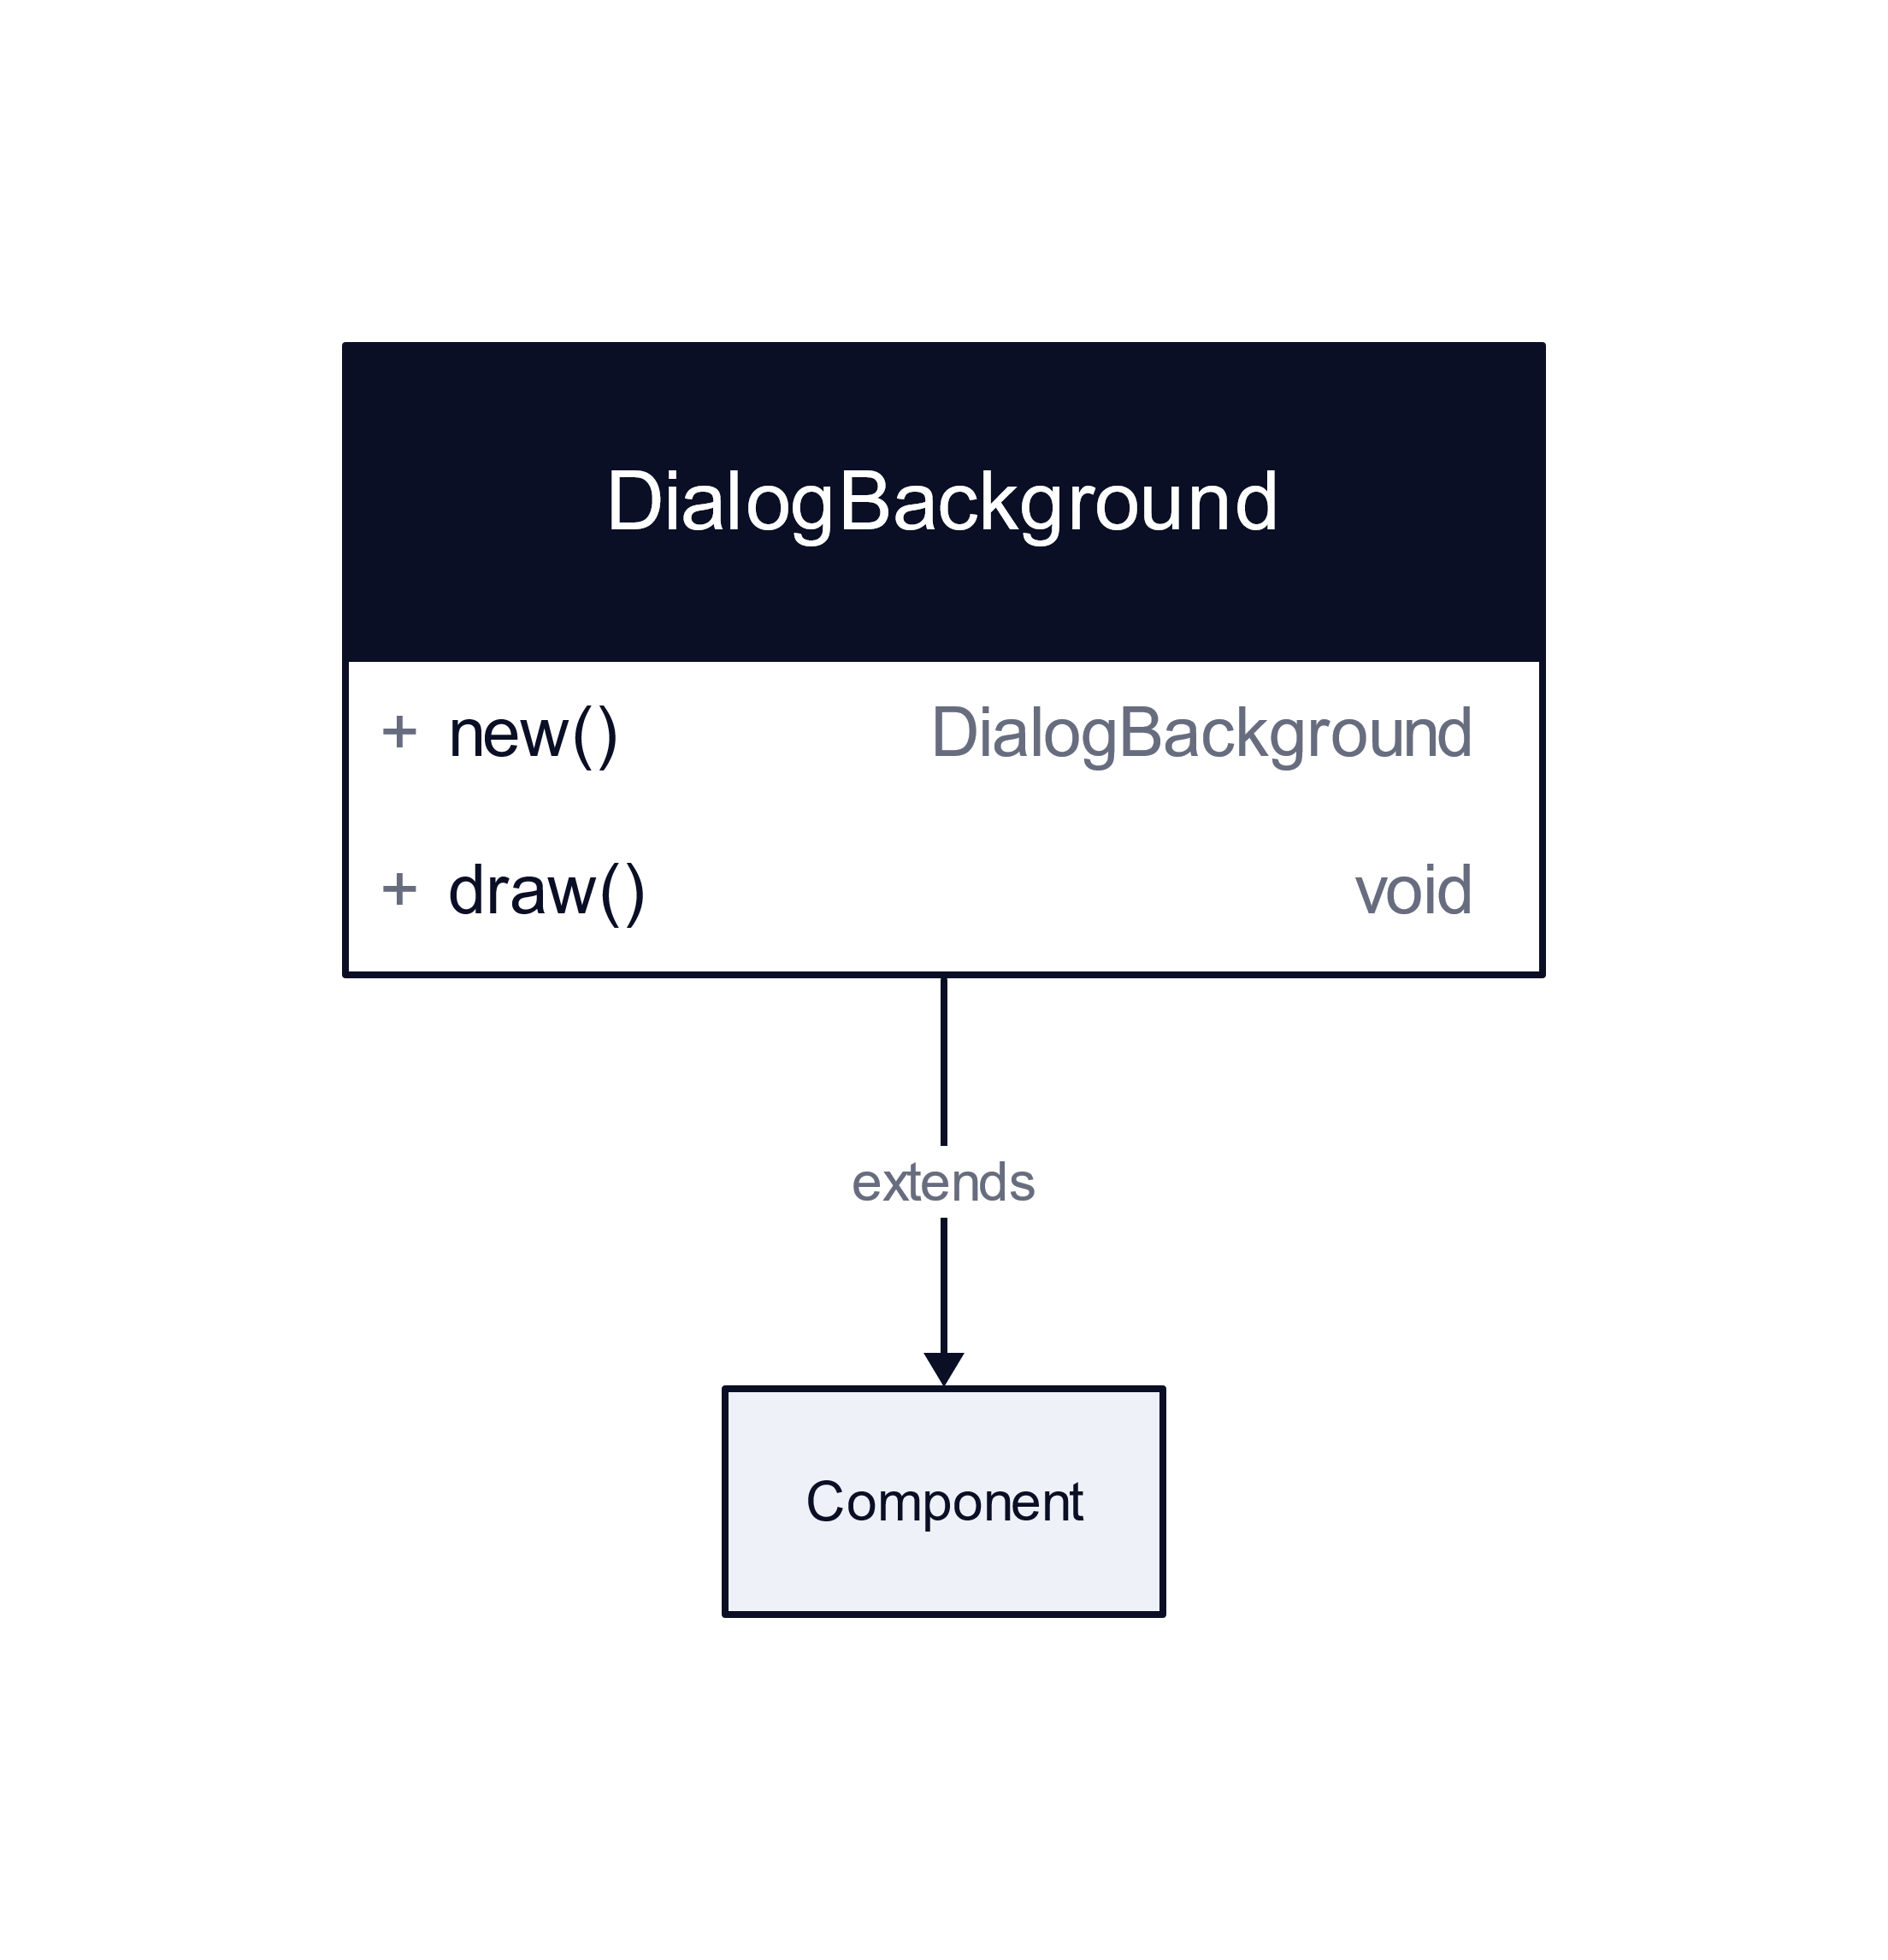 DialogBackground
+ new() DialogBackground
+ draw() void
extends
Component